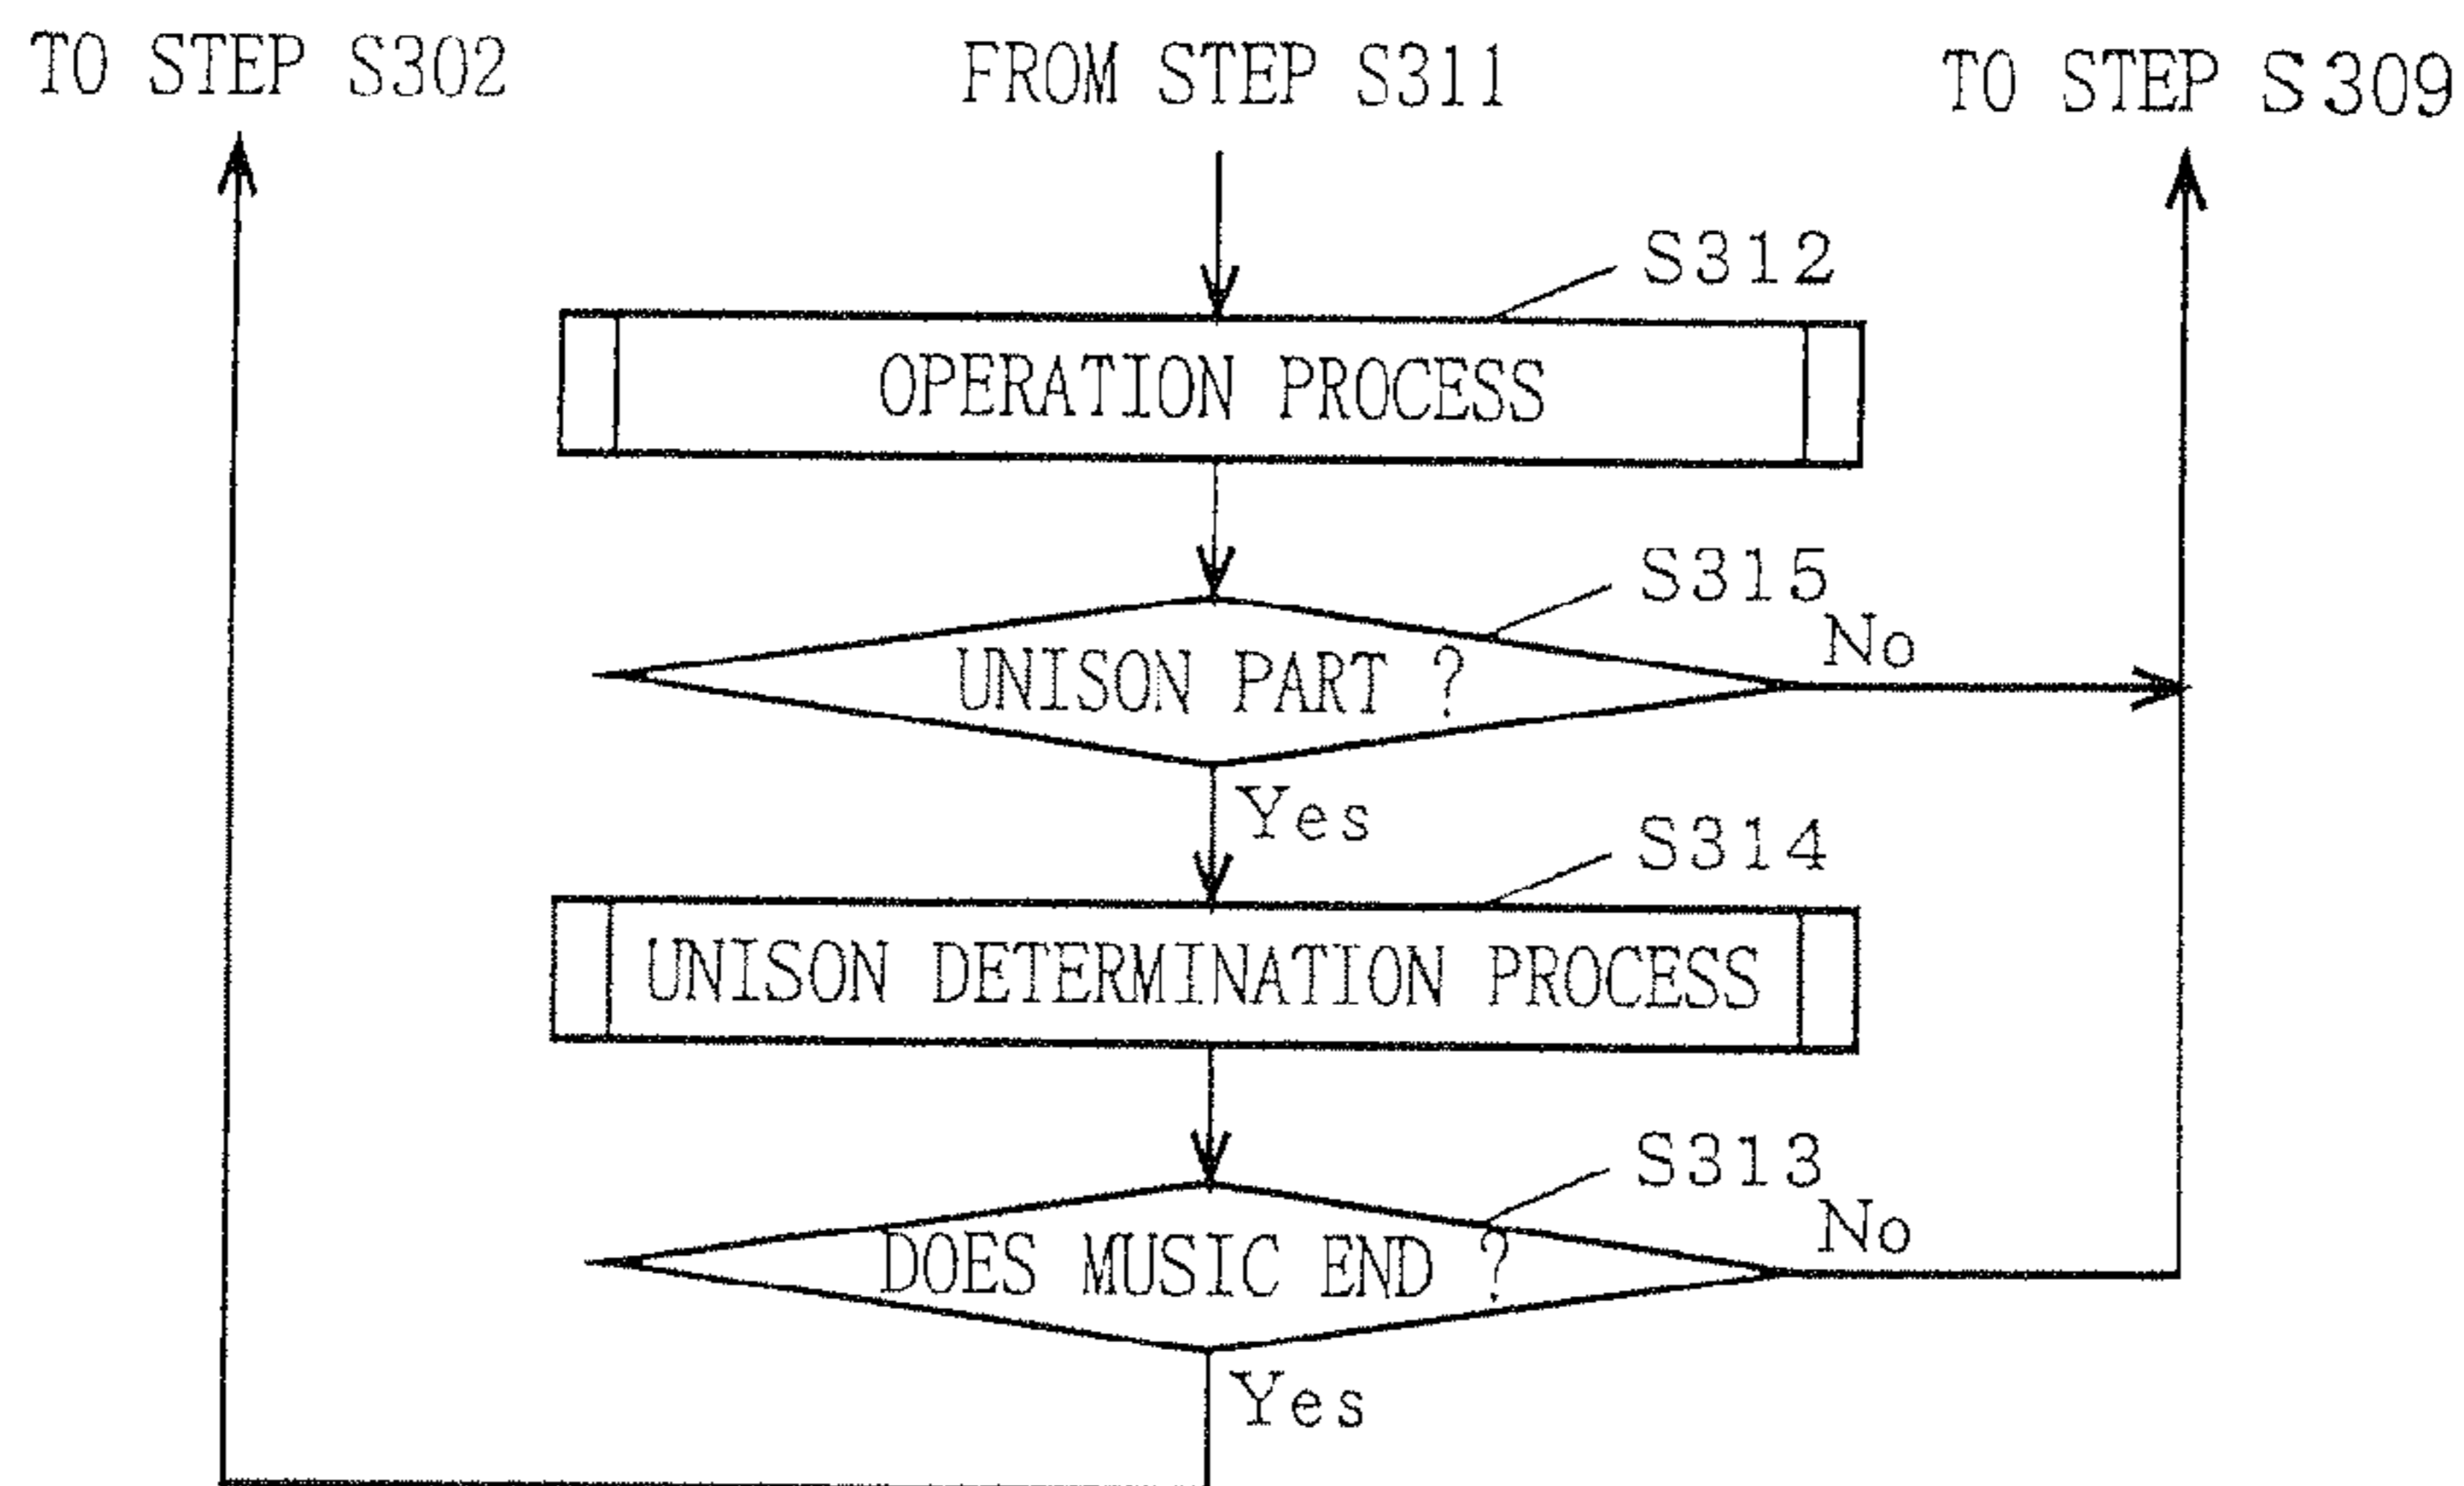 TO STEP S302
FROM STEP S311
TO STEP S309
S312
OPERATION PROCESS
S315
UNISON PART ?
No
Yes
S314
UNISON DETERMINATION PROCESS
S313
DOES MUSIC END ?
No
Yes